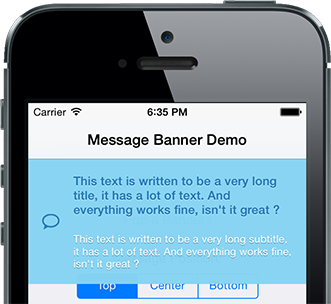 Carrier 6:35 PM
Message Banner Demo
This text is written to be a very long
title, it has a lot of text. And
everything works fine, isn't it great ?
This text is written to be a very long subtitle,
it has a lot of text. And everything works fine,
isn't it great ?
Top Center Bottom